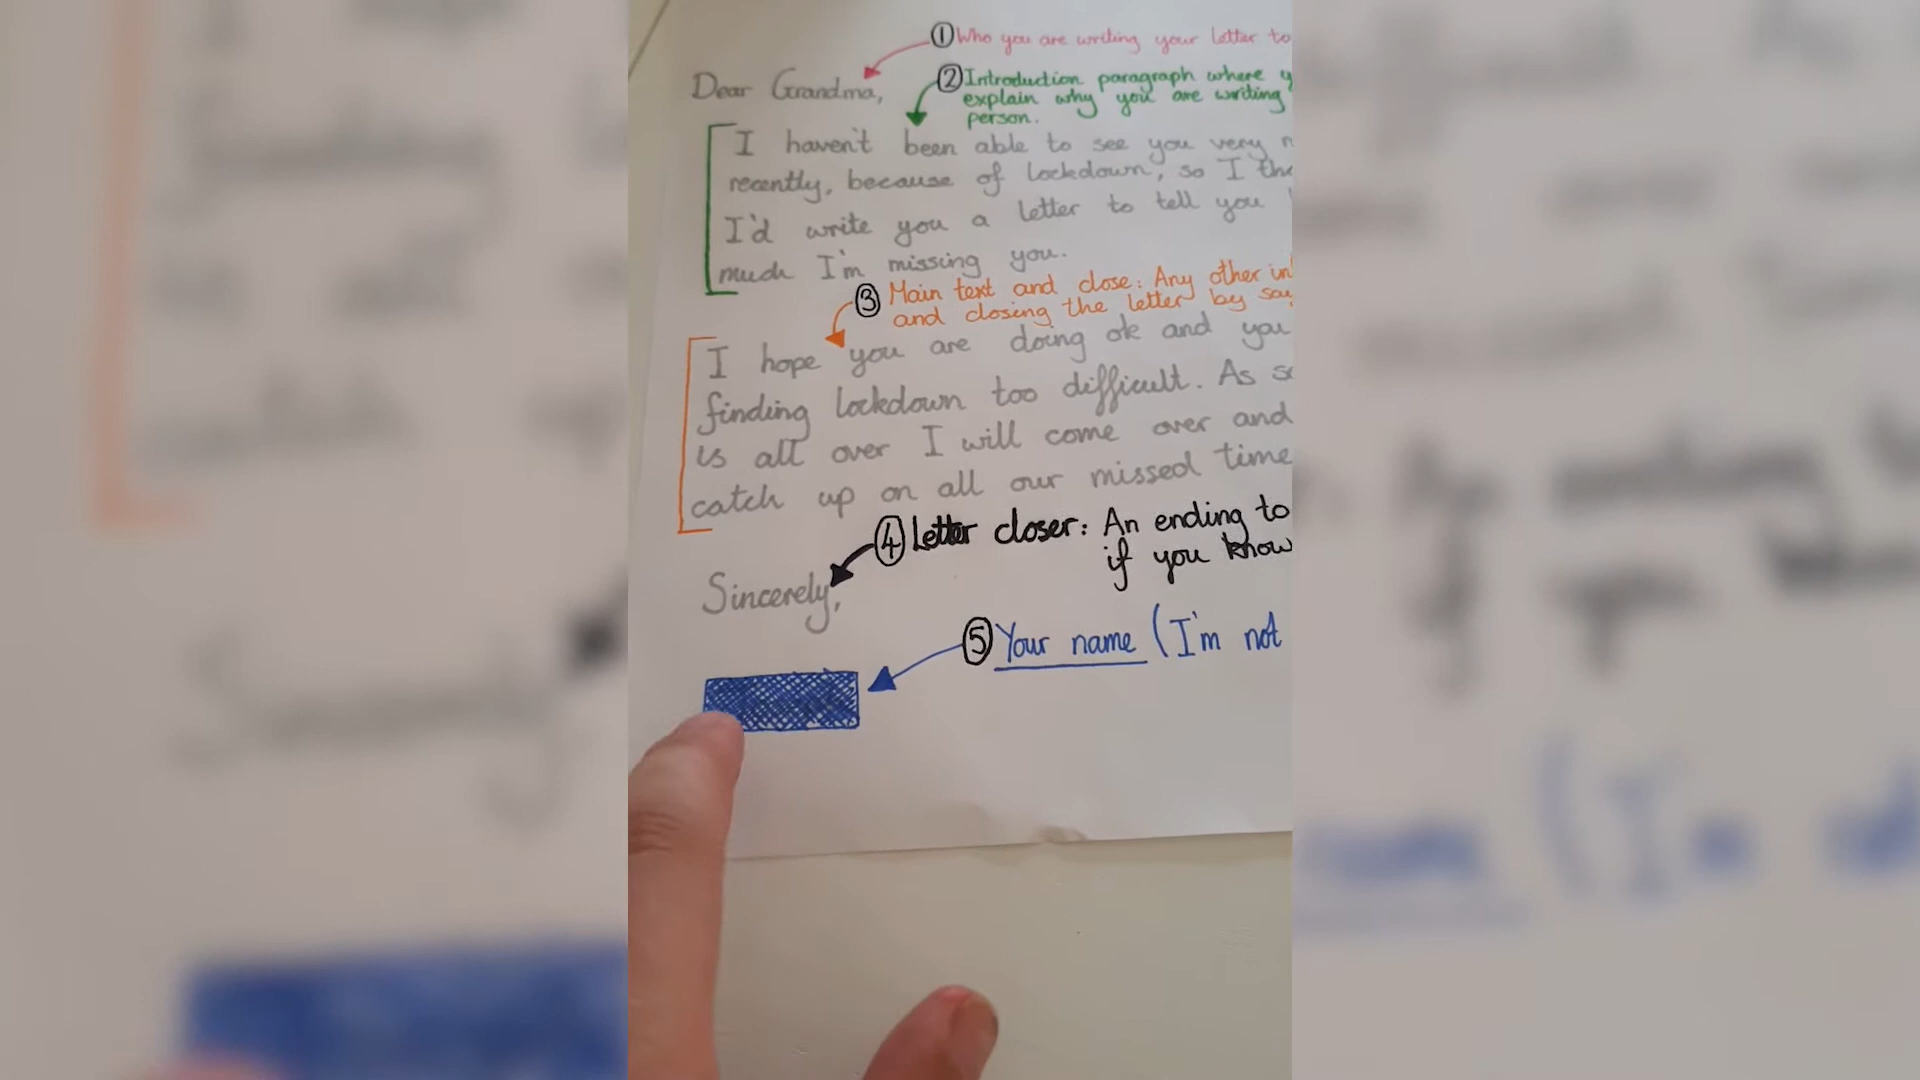 ① Who you are writing your letter to
Dear Grandma,
② Introduction paragraph where
explain why you are writing
person.
I haven't been able to see you very
recently, because of lockdown, so I
I'd write you a letter to tell you
much I'm missing you.
③ Main text and close: Any other
and closing the letter by
I hope you are doing ok and you
finding lockdown too difficult. As
is all over I will come over and
catch up on all our missed time
④ Letter closer: An ending to
if you know
Sincerely,
⑤ Your name (I'm not